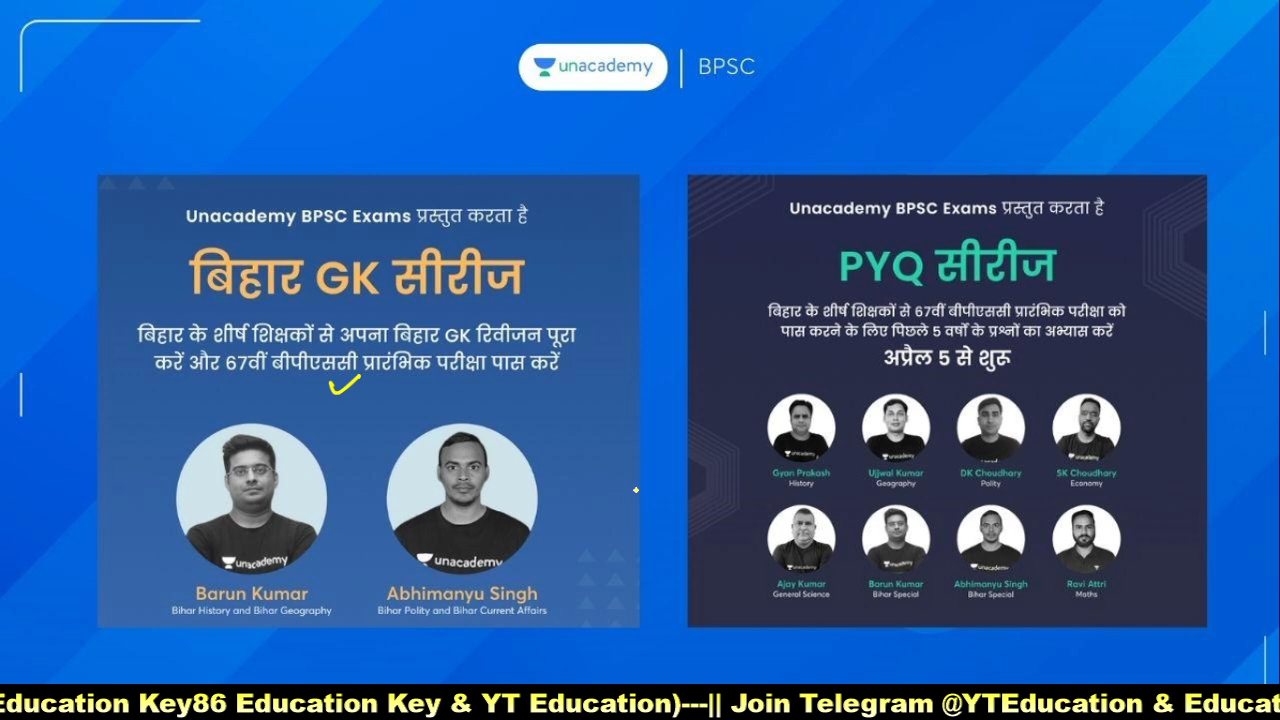 unacademy | BPSC
Unacademy BPSC Exams प्रस्तुत करता है
बिहार GK सीरीज
बिहार के शीर्ष शिक्षकों से अपना बिहार GK रिवीजन पूरा
करें और 67वीं बीपीएससी प्रारंभिक परीक्षा पास करें
unacademy
unacademy
Barun Kumar
Bihar History and Bihar Geography
Abhimanyu Singh
Bihar Polity and Bihar Current Affairs
Unacademy BPSC Exams प्रस्तुत करता है
PYQ सीरीज
बिहार के शीर्ष शिक्षकों से 67वीं बीपीएससी प्रारंभिक परीक्षा को
पास करने के लिए पिछले 5 वर्षों के प्रश्नों का अभ्यास करें
अप्रैल 5 से शुरू
Gyan Prakash
History
Ujjwal Kumar
Geography
DK Choudhary
Polity
SK Choudhary
Economy
Ajay Kumar
General Science
Barun Kumar
Bihar Special
Abhimanyu Singh
Bihar Special
Ravi Attri
Maths
Education Key86 Education Key & YT Education)---|| Join Telegram @YTEducation & Educat